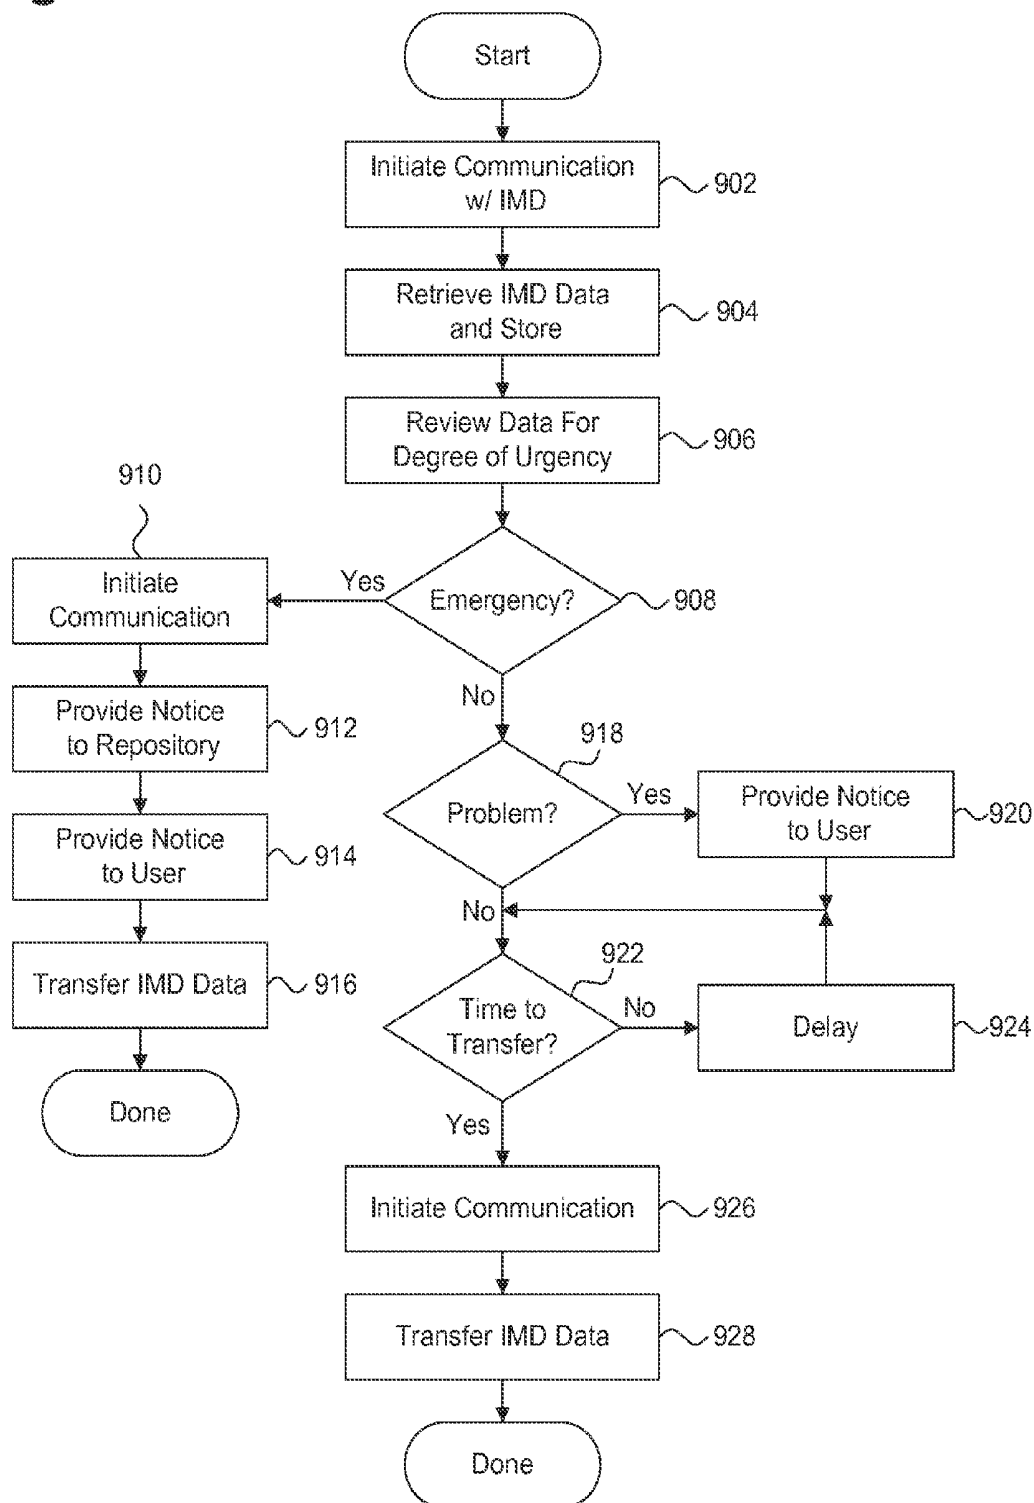 Start
Initiate Communication
w/ IMD
902
Retrieve IMD Data
and Store
904
Review Data For
Degree of Urgency
906
910
Initiate
Communication
Yes
Emergency?
908
No
Provide Notice
to Repository
912
918
Problem?
Yes
Provide Notice
to User
920
Provide Notice
to User
914
No
922
Transfer IMD Data
916
Time to
Transfer?
No
Delay
924
Done
Yes
Initiate Communication
926
Transfer IMD Data
928
Done